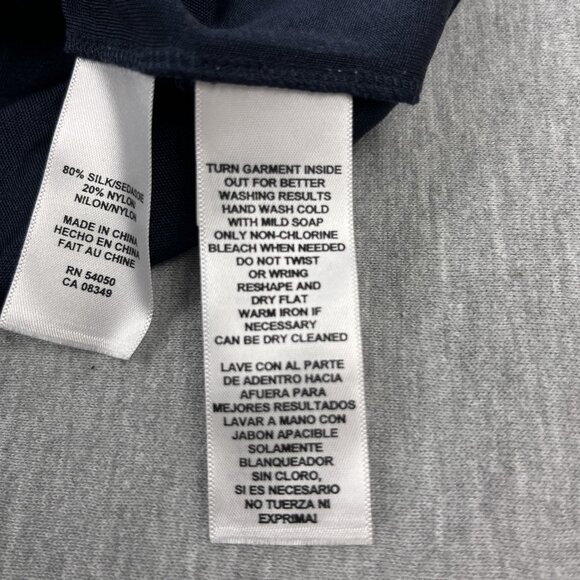 80% SILK/SEDA/SOIE
20% NYLON
NILON/NYLON
MADE IN CHINA
HECHO EN CHINA
FAIT AU CHINE
RN 54050
CA 08349
TURN GARMENT INSIDE
OUT FOR BETTER
WASHING RESULTS
HAND WASH COLD
WITH MILD SOAP
ONLY NON-CHLORINE
BLEACH WHEN NEEDED
DO NOT TWIST
OR WRING
RESHAPE AND
DRY FLAT
WARM IRON IF
NECESSARY
CAN BE DRY CLEANED
LAVE CON AL PARTE
DE ADENTRO HACIA
AFUERA PARA
MEJORES RESULTADOS
LAVAR A MANO CON
JABON APACIBLE
SOLAMENTE
BLANQUEADOR
SIN CLORO,
SI ES NECESARIO
NO TUERZA NI
EXPRIMAI